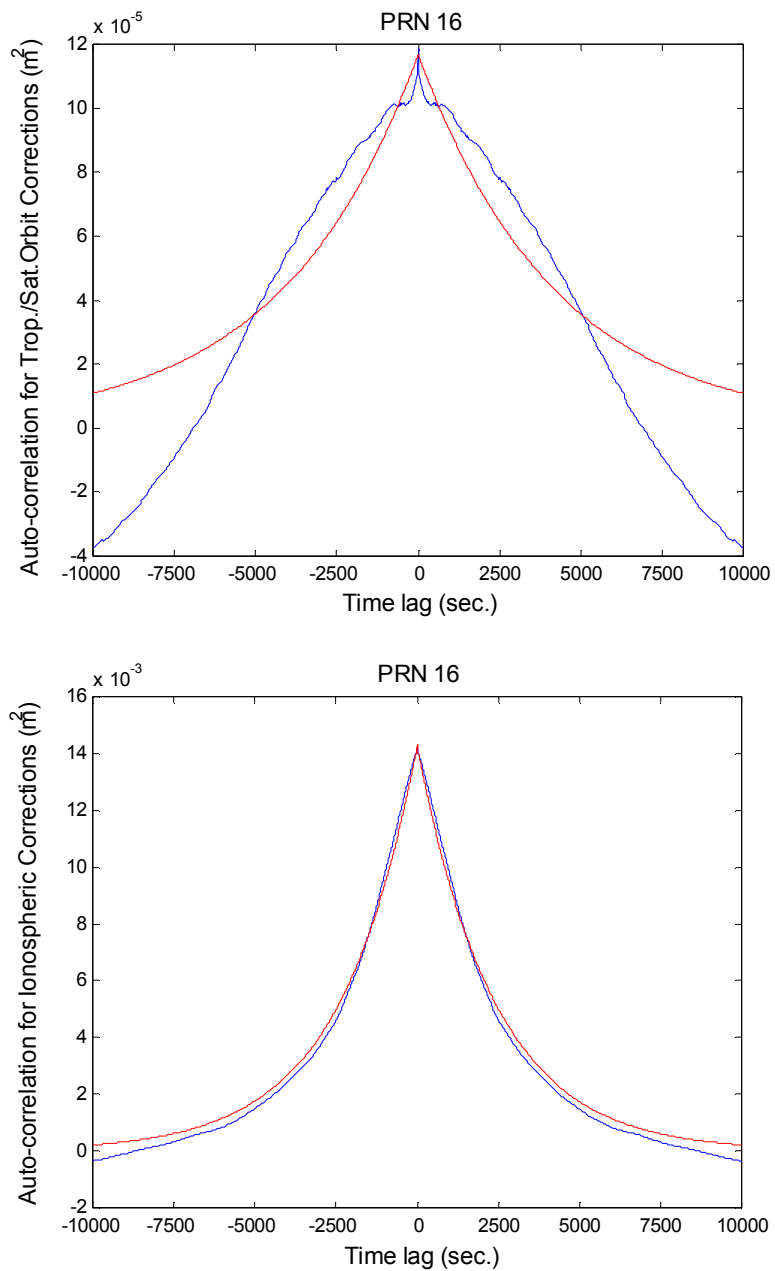 x 10-5
PRN 16
12
10
8
6
4
2
0
-2
-4
-10000 -7500 -5000 -2500 0 2500 5000 7500 10000
Time lag (sec.)
Auto-correlation for Trop./Sat.Orbit Corrections (m2)
x 10-3
PRN 16
16
14
12
10
8
6
4
2
0
-2
-10000 -7500 -5000 -2500 0 2500 5000 7500 10000
Time lag (sec.)
Auto-correlation for Ionospheric Corrections (m2)